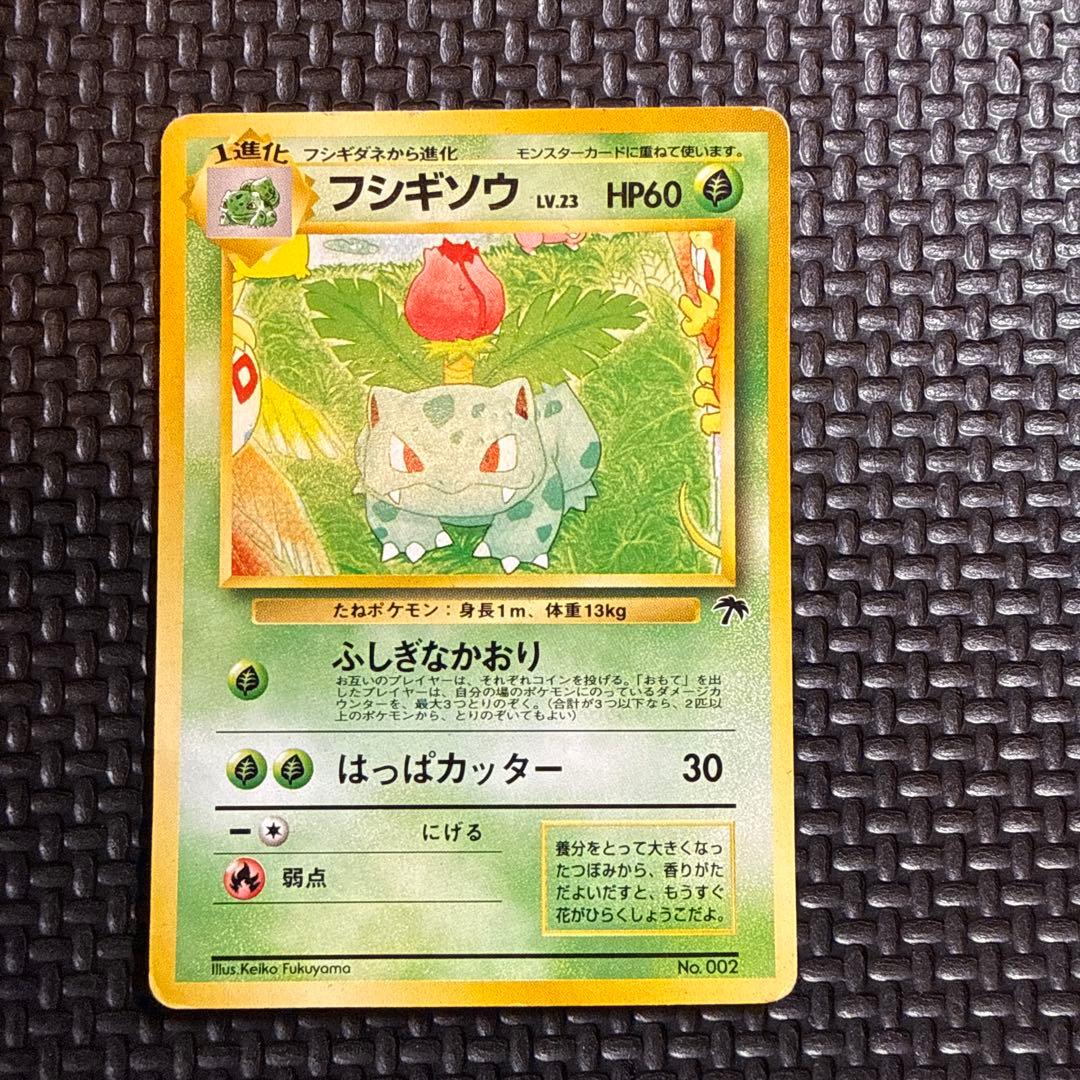 1進化 フシギダネから進化 モンスターカードに重ねて使います。
フシギソウ LV.23 HP60
たねポケモン：身長1m、体重13kg
ふしぎなかおり
お互いのプレイヤーは、それぞれコインを投げる。「おもて」を出
したプレイヤーは、自分の場のポケモンにのっているダメージカ
ウンターを、最大3つとりのぞく。(合計が3つ以下なら、2匹以
上のポケモンから、とりのぞいてもよい)
はっぱカッター 30
にげる
弱点
養分をとって大きくなっ
たつぼみから、香りがた
だよいだすと、もうすぐ
花がひらくしょうこだよ。
Illus.Keiko Fukuyama No. 002